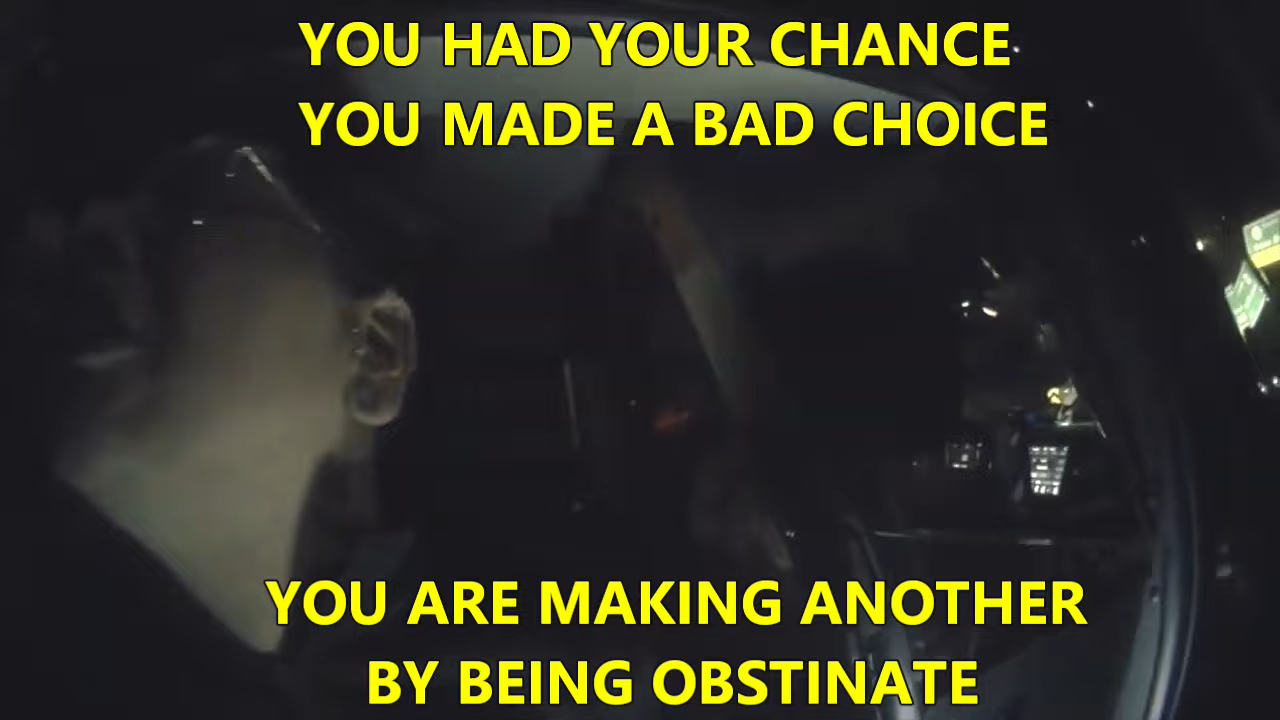 YOU HAD YOUR CHANCE
YOU MADE A BAD CHOICE
YOU ARE MAKING ANOTHER
BY BEING OBSTINATE